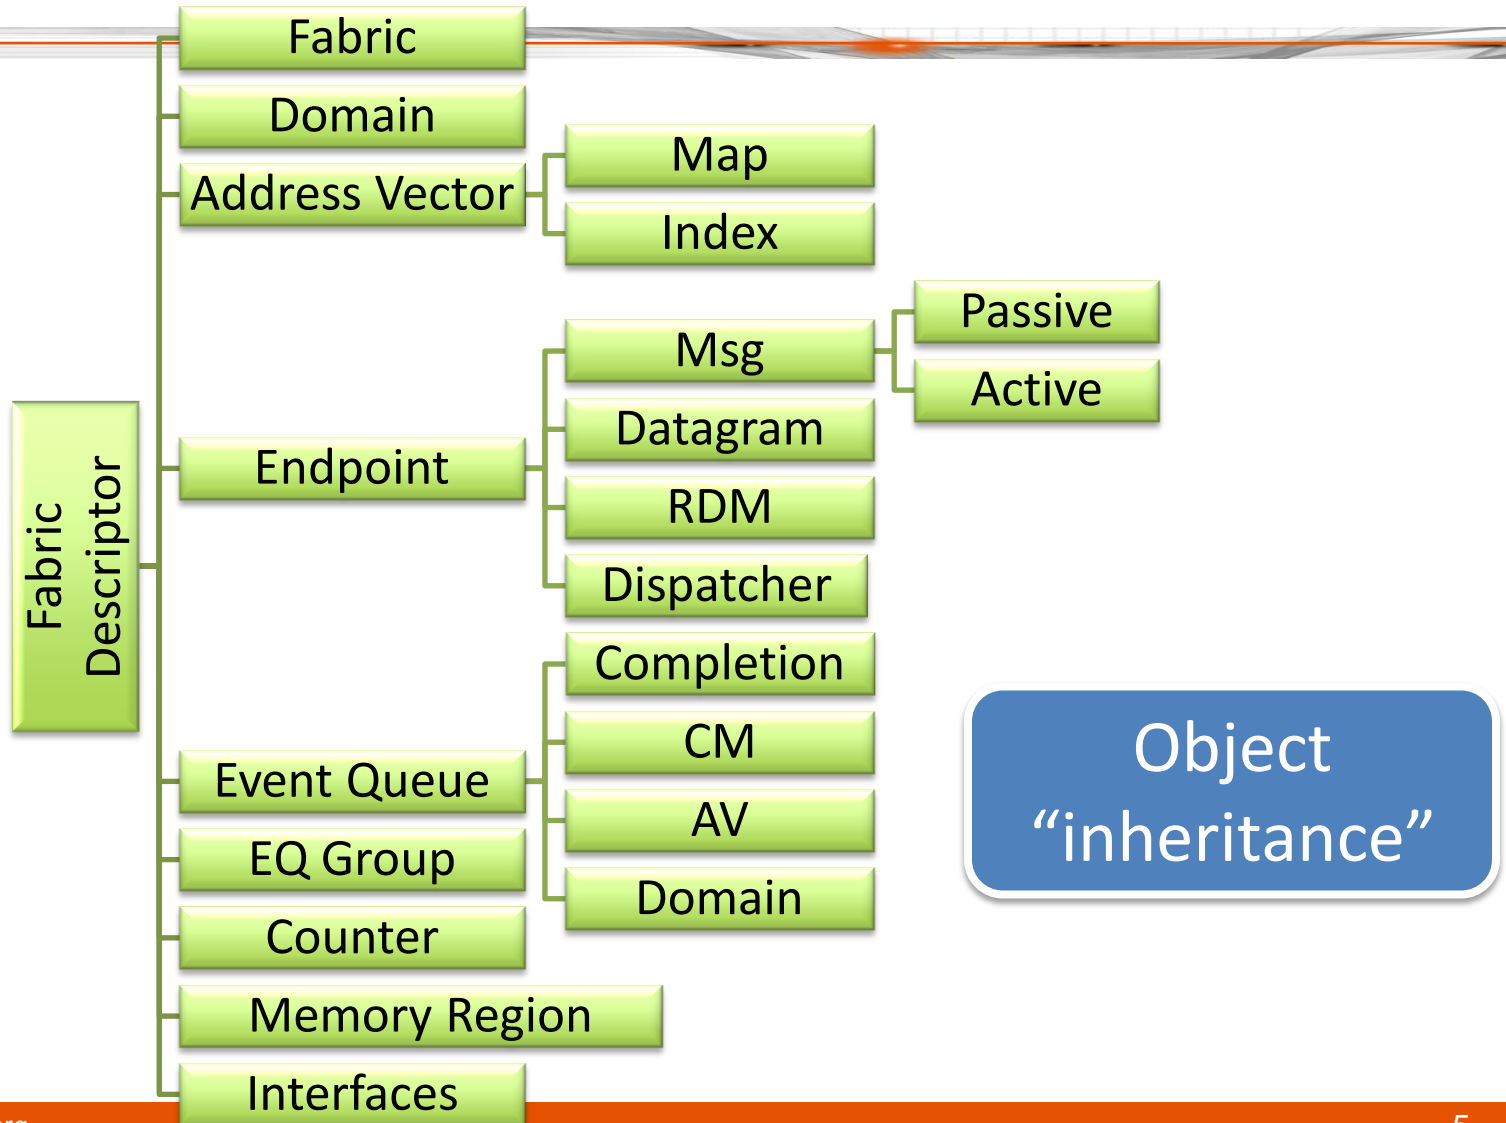 Fabric
Descriptor
Fabric
Domain
Address Vector
Map
Index
Endpoint
Msg
Passive
Active
Datagram
RDM
Dispatcher
Event Queue
Completion
CM
AV
Domain
EQ Group
Counter
Memory Region
Interfaces
Object
“inheritance”
5